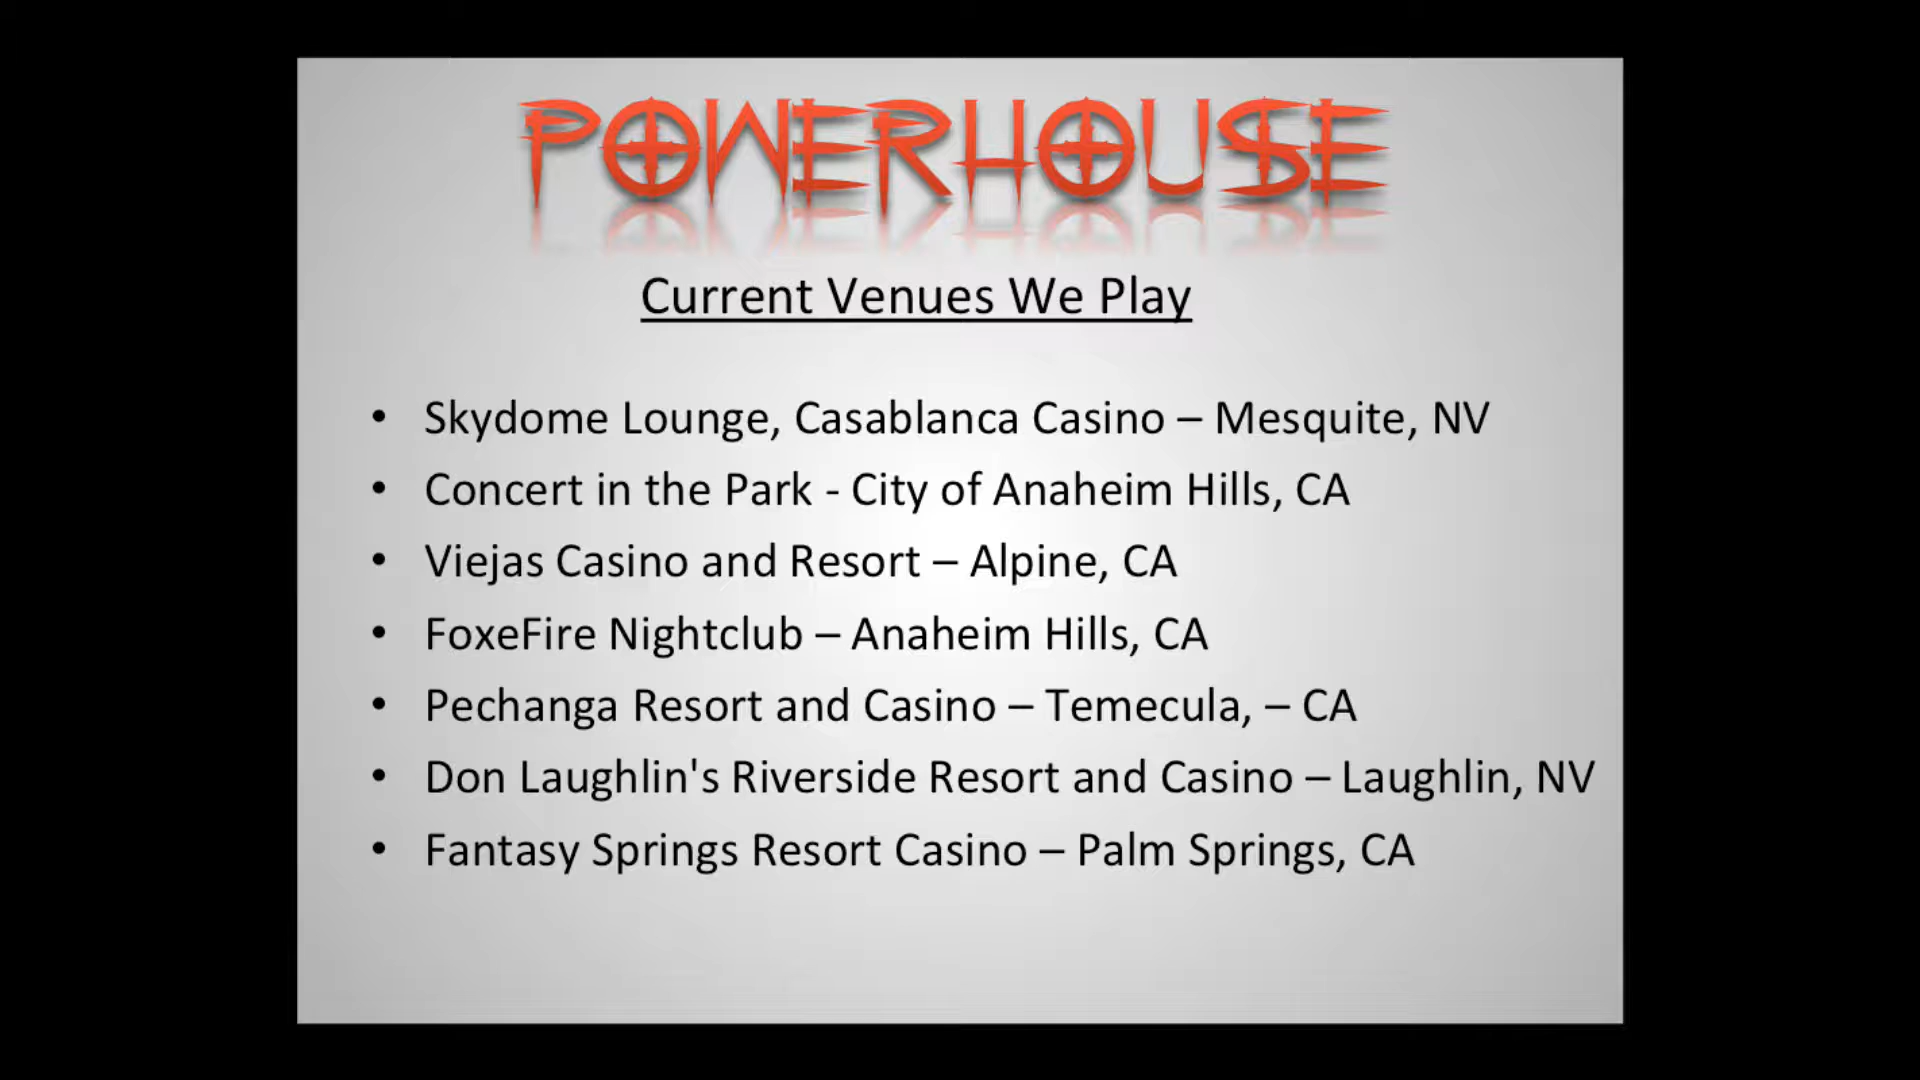 POWERHOUSE
Current Venues We Play
• Skydome Lounge, Casablanca Casino – Mesquite, NV
• Concert in the Park - City of Anaheim Hills, CA
• Viejas Casino and Resort – Alpine, CA
• FoxeFire Nightclub – Anaheim Hills, CA
• Pechanga Resort and Casino – Temecula, – CA
• Don Laughlin's Riverside Resort and Casino – Laughlin, NV
• Fantasy Springs Resort Casino – Palm Springs, CA